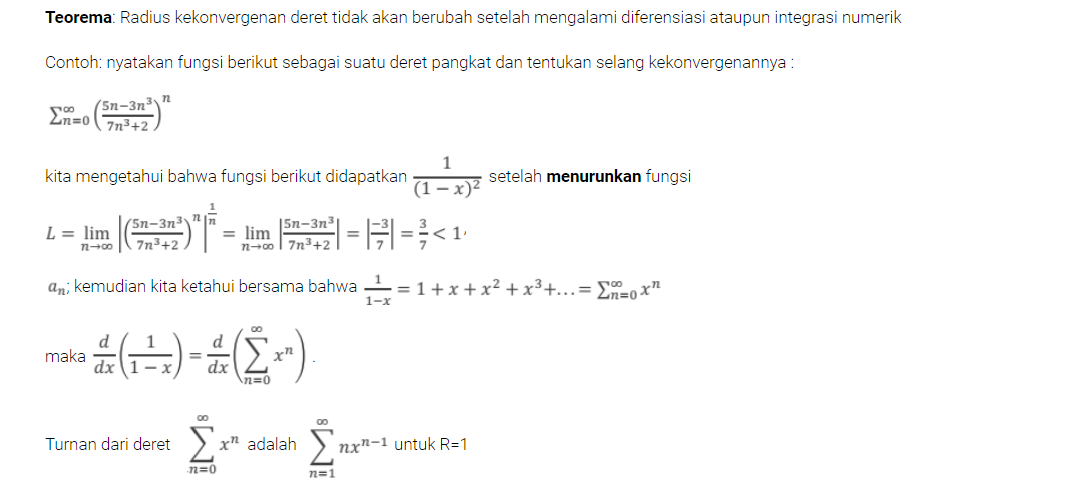 Teorema: Radius kekonvergenan deret tidak akan berubah setelah mengalami diferensiasi ataupun integrasi numerik
Contoh: nyatakan fungsi berikut sebagai suatu deret pangkat dan tentukan selang kekonvergenannya :
$\sum_{n=0}^{\infty} \left(\frac{5n-3n^3}{7n^3+2}\right)^n$
kita mengetahui bahwa fungsi berikut didapatkan $\frac{1}{(1-x)^2}$ setelah menurunkan fungsi
$L = \lim_{n\to\infty} \left|\left(\frac{5n-3n^3}{7n^3+2}\right)^n\right|^{\frac{1}{n}} = \lim_{n\to\infty} \left|\frac{5n-3n^3}{7n^3+2}\right| = \left|\frac{-3}{7}\right| = \frac{3}{7} < 1$,
$a_n$; kemudian kita ketahui bersama bahwa $\frac{1}{1-x} = 1 + x + x^2 + x^3 + \ldots = \sum_{n=0}^{\infty} x^n$
maka $\frac{d}{dx}\left(\frac{1}{1-x}\right) = \frac{d}{dx}\left(\sum_{n=0}^{\infty} x^n\right)$ .
Turnan dari deret $\sum_{n=0}^{\infty} x^n$ adalah $\sum_{n=1}^{\infty} nx^{n-1}$ untuk R=1